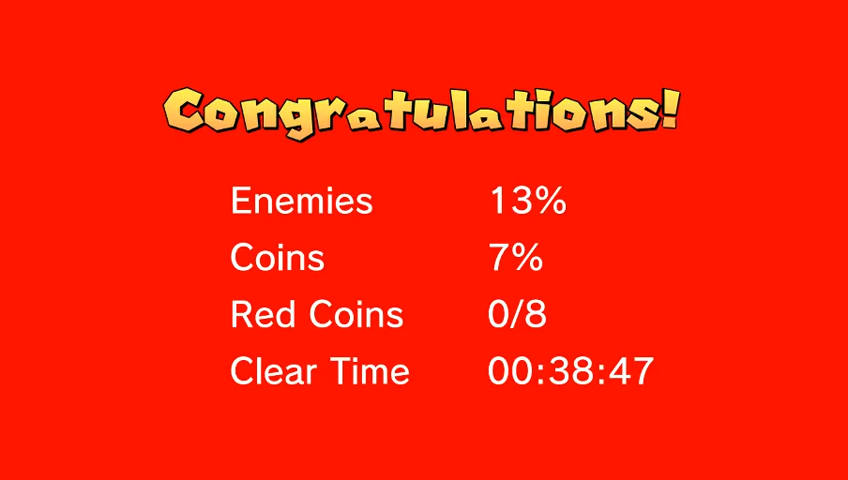 Congratulations!
Enemies 13%
Coins 7%
Red Coins 0/8
Clear Time 00:38:47